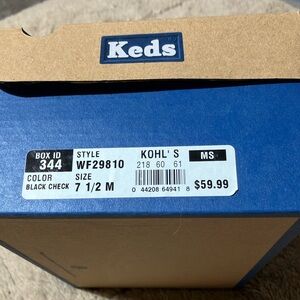 Keds
BOX ID STYLE KOHL'S MS
344 WF29810 218 60 61
COLOR SIZE
BLACK CHECK 7 1/2 M 0 44208 64941 8 $59.99